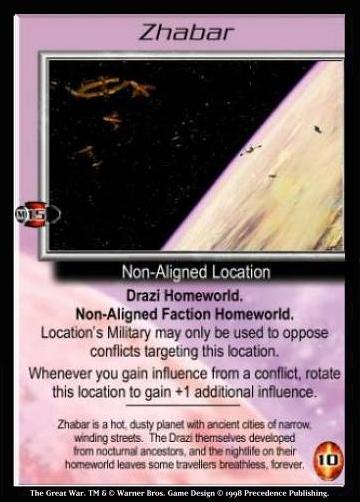 Zhabar
M 15
Non-Aligned Location
Drazi Homeworld.
Non-Aligned Faction Homeworld.
Location's Military may only be used to oppose
conflicts targeting this location.
Whenever you gain influence from a conflict, rotate
this location to gain +1 additional influence.
Zhabar is a hot, dusty planet with ancient cities of narrow,
winding streets. The Drazi themselves developed
from nocturnal ancestors, and the nightlife on their
homeworld leaves some travellers breathless, forever.
10
The Great War. TM & © Warner Bros. Game Design © 1998 Precedence Publishing.